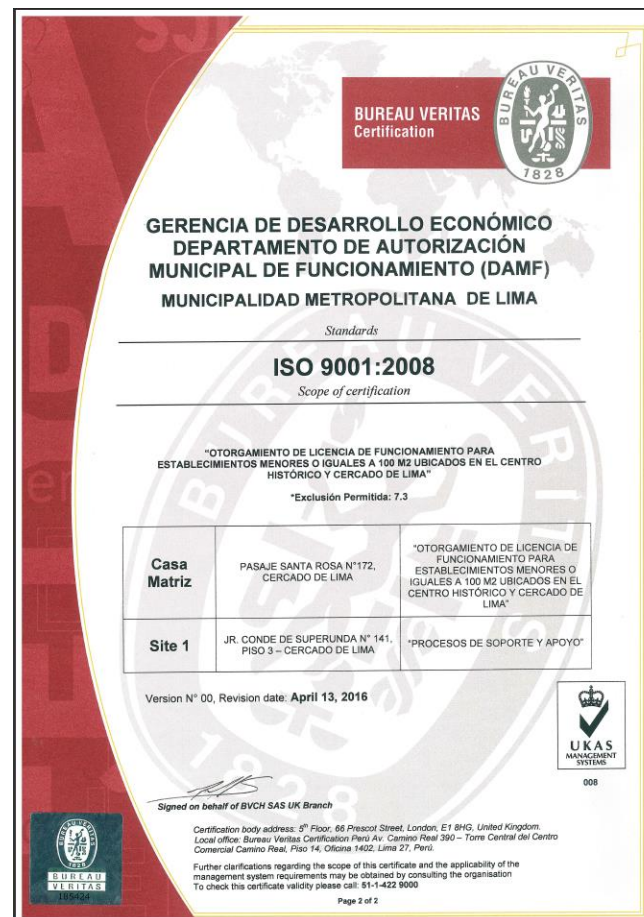 BUREAU VERITAS
Certification
BUREAU VERITAS
1828
GERENCIA DE DESARROLLO ECONÓMICO
DEPARTAMENTO DE AUTORIZACIÓN
MUNICIPAL DE FUNCIONAMIENTO (DAMF)
MUNICIPALIDAD METROPOLITANA DE LIMA
Standards
ISO 9001:2008
Scope of certification
"OTORGAMIENTO DE LICENCIA DE FUNCIONAMIENTO PARA
ESTABLECIMIENTOS MENORES O IGUALES A 100 M2 UBICADOS EN EL CENTRO
HISTÓRICO Y CERCADO DE LIMA"
*Exclusión Permitida: 7.3
Casa
Matriz
PASAJE SANTA ROSA N°172,
CERCADO DE LIMA
"OTORGAMIENTO DE LICENCIA DE
FUNCIONAMIENTO PARA
ESTABLECIMIENTOS MENORES O
IGUALES A 100 M2 UBICADOS EN EL
CENTRO HISTÓRICO Y CERCADO DE
LIMA"
Site 1
JR. CONDE DE SUPERUNDA N° 141,
PISO 3 – CERCADO DE LIMA
"PROCESOS DE SOPORTE Y APOYO"
Version N° 00, Revision date: April 13, 2016
UKAS
MANAGEMENT
SYSTEMS
008
Signed on behalf of BVCH SAS UK Branch
Certification body address: 5th Floor, 66 Prescot Street, London, E1 8HG, United Kingdom.
Local office: Bureau Veritas Certification Perú Av. Camino Real 390 – Torre Central del Centro
Comercial Camino Real, Piso 14, Oficina 1402, Lima 27, Perú.
Further clarifications regarding the scope of this certificate and the applicability of the
management system requirements may be obtained by consulting the organisation
To check this certificate validity please call: 51-1-422 9000
Page 2 of 2
BUREAU
VERITAS
BUREAU VERITAS
1828